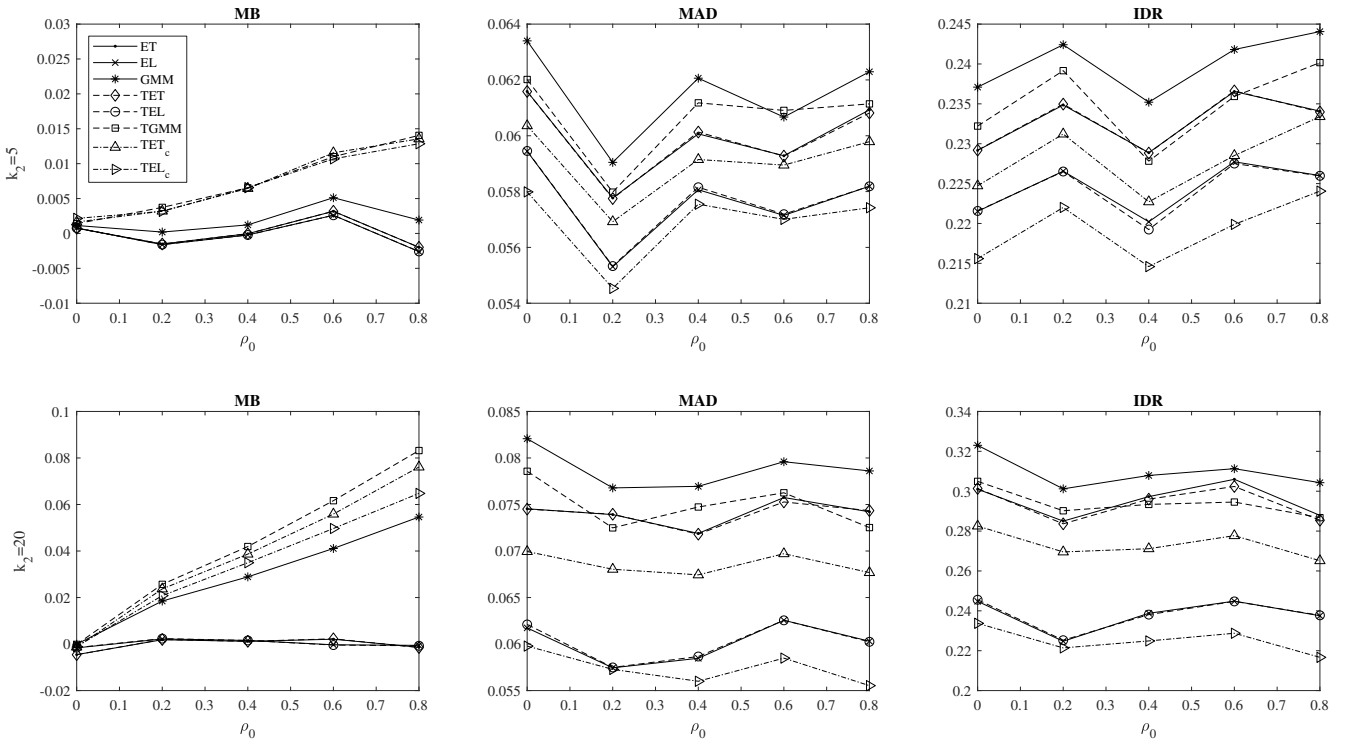 MB
0.03
0.025
0.02
0.015
0.01
0.005
0
-0.005
-0.01
k₂=5
ET
EL
GMM
TET
TEL
TGMM
TET_c
TEL_c
0 0.1 0.2 0.3 0.4 0.5 0.6 0.7 0.8
ρ₀
MAD
0.064
0.062
0.06
0.058
0.056
0.054
0 0.1 0.2 0.3 0.4 0.5 0.6 0.7 0.8
ρ₀
IDR
0.245
0.24
0.235
0.23
0.225
0.22
0.215
0.21
0 0.1 0.2 0.3 0.4 0.5 0.6 0.7 0.8
ρ₀
MB
0.1
0.08
0.06
0.04
0.02
0
-0.02
k₂=20
0 0.1 0.2 0.3 0.4 0.5 0.6 0.7 0.8
ρ₀
MAD
0.085
0.08
0.075
0.07
0.065
0.06
0.055
0 0.1 0.2 0.3 0.4 0.5 0.6 0.7 0.8
ρ₀
IDR
0.34
0.32
0.3
0.28
0.26
0.24
0.22
0.2
0 0.1 0.2 0.3 0.4 0.5 0.6 0.7 0.8
ρ₀